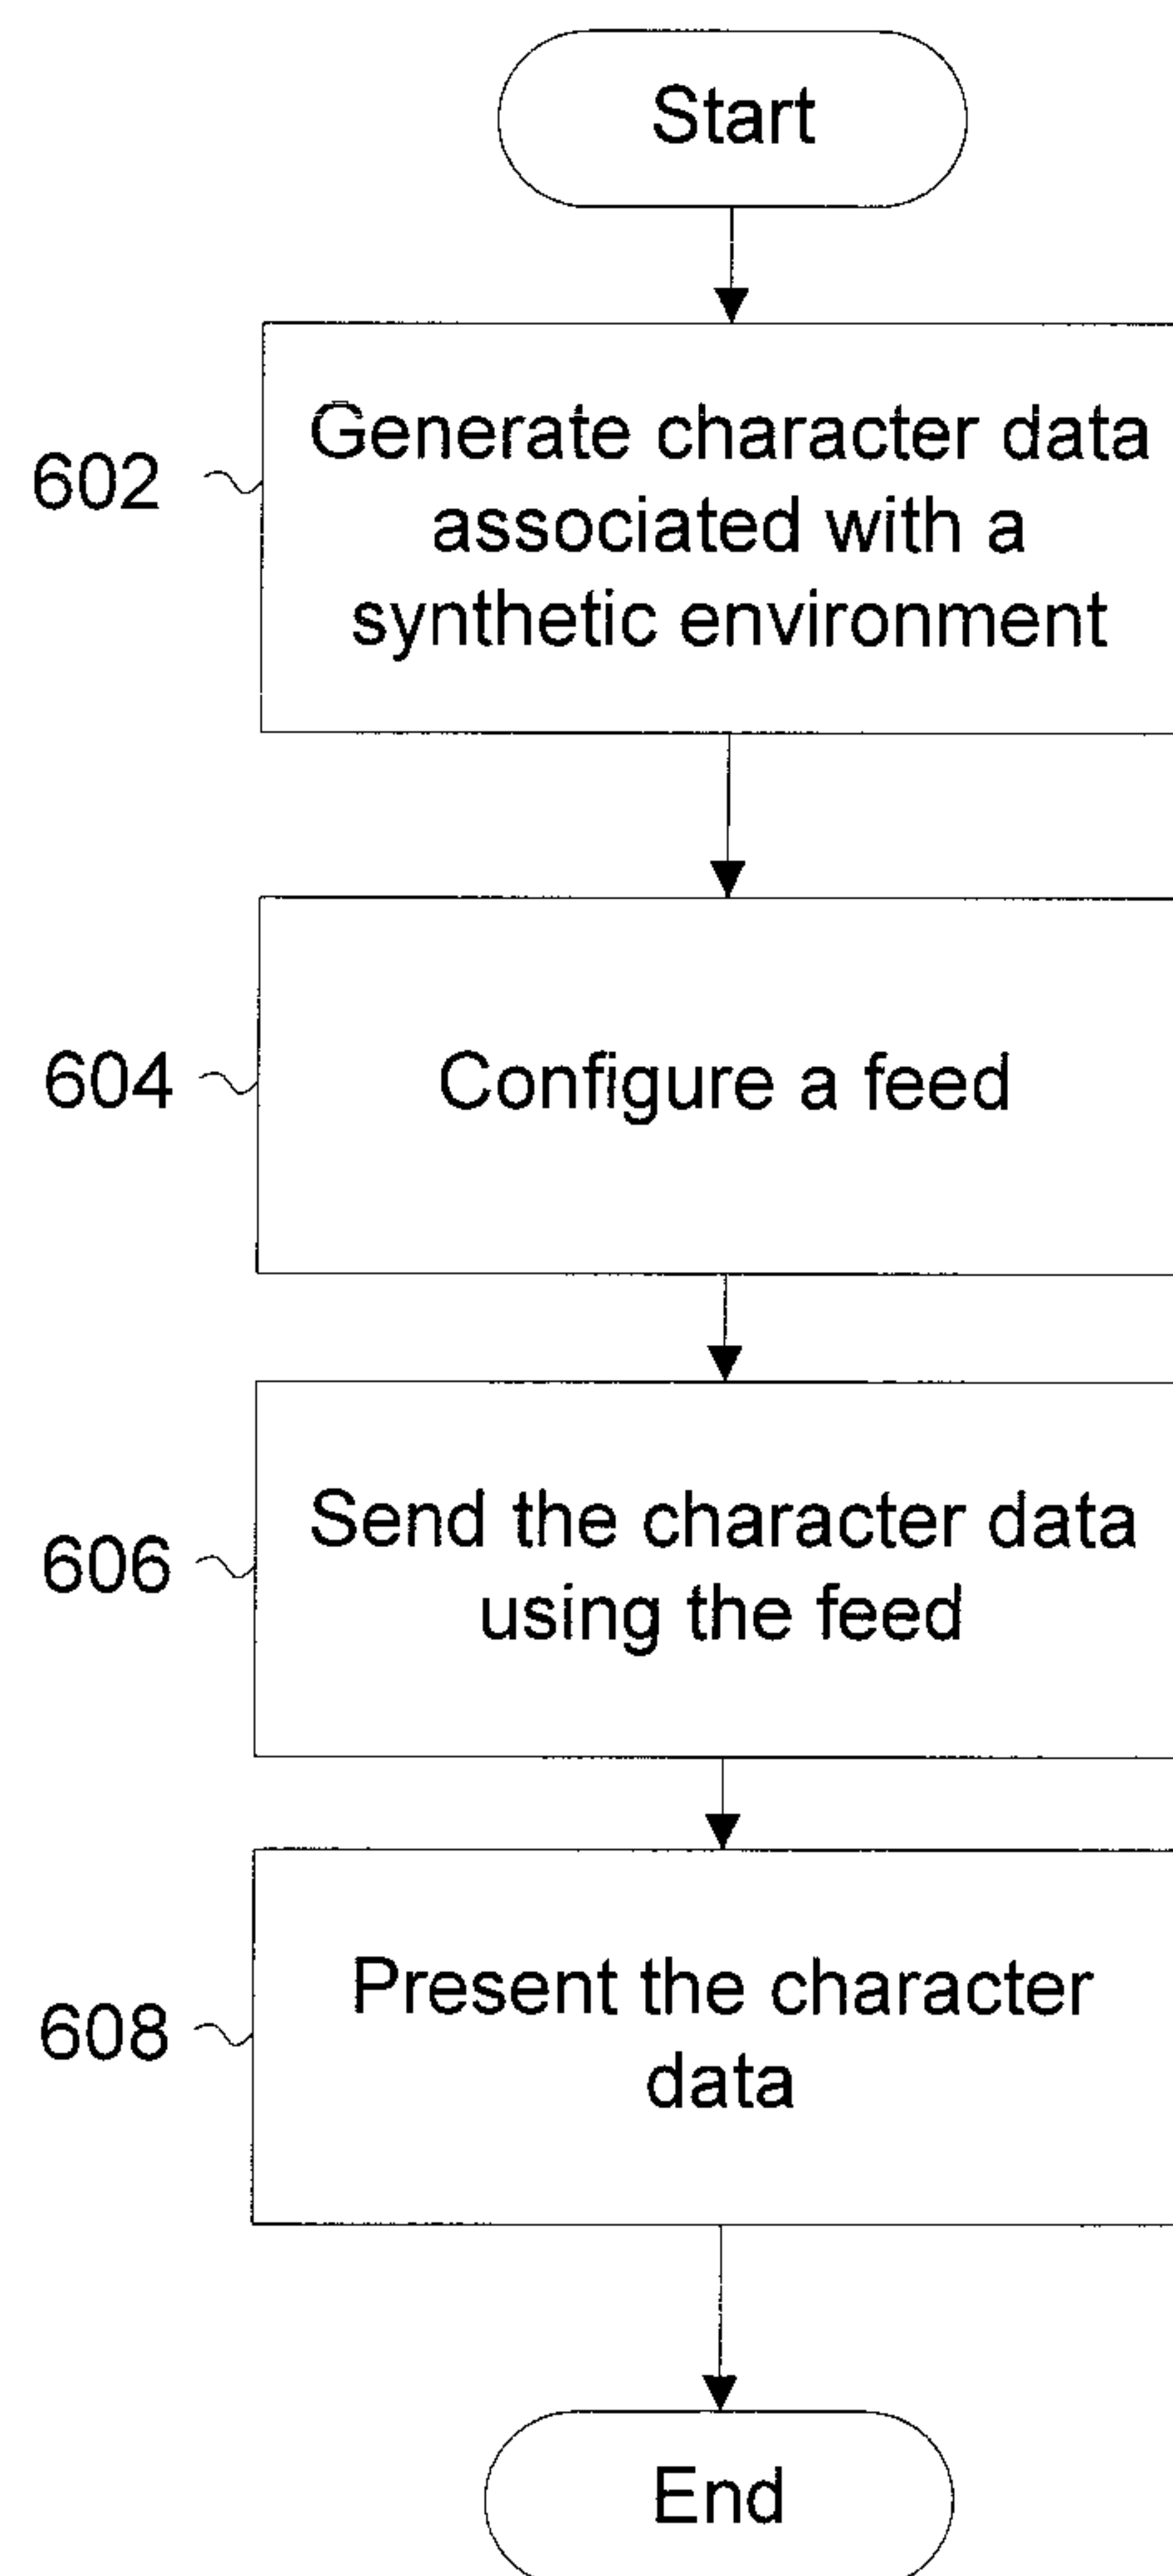 Start
602
Generate character data
associated with a
synthetic environment
604
Configure a feed
606
Send the character data
using the feed
608
Present the character
data
End